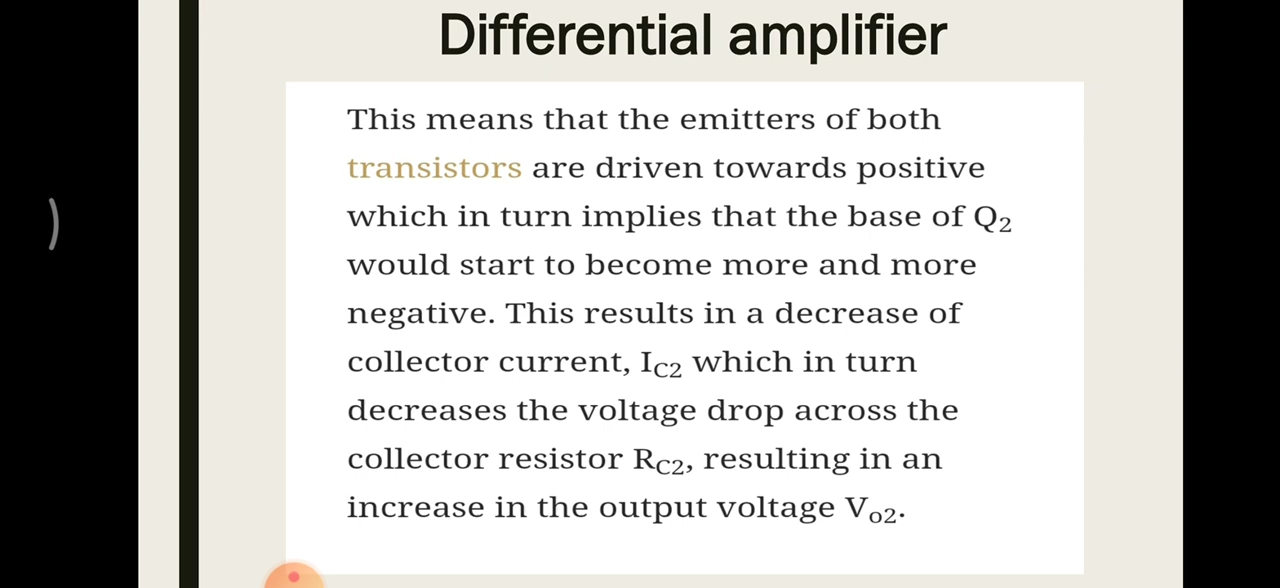 Differential amplifier
This means that the emitters of both
transistors are driven towards positive
which in turn implies that the base of Q₂
would start to become more and more
negative. This results in a decrease of
collector current, I_C2 which in turn
decreases the voltage drop across the
collector resistor R_C2, resulting in an
increase in the output voltage V_o2.